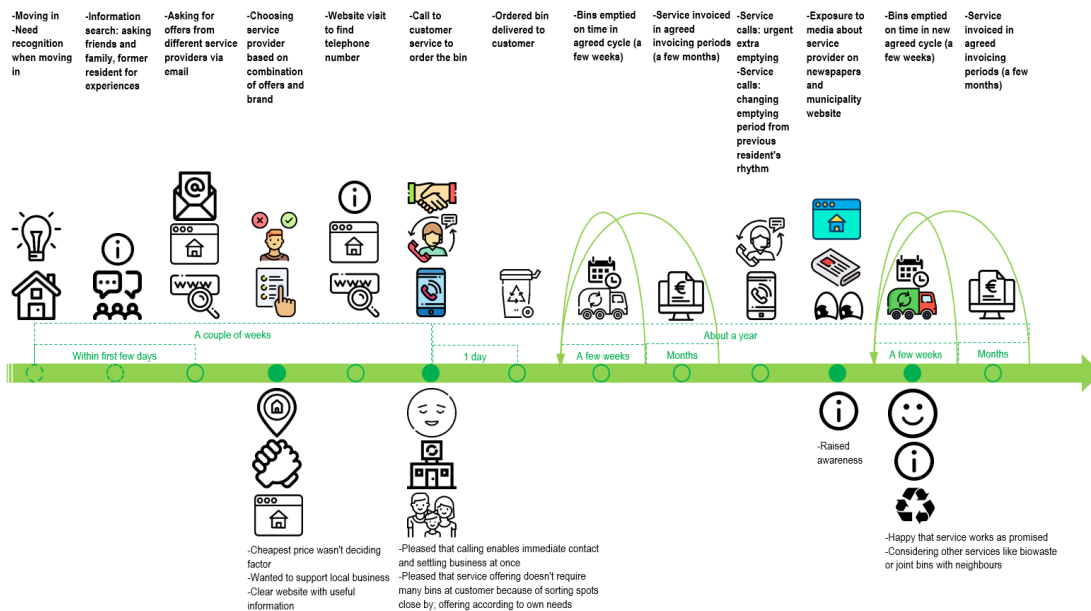 -Moving in
-Need
recognition
when moving
in
-Information
search: asking
friends and
family, former
resident for
experiences
-Asking for
offers from
different service
providers via
email
-Choosing
service
provider
based on
combination
of offers and
brand
-Website visit
to find
telephone
number
-Call to
customer
service to
order the bin
-Ordered bin
delivered to
customer
-Bins emptied
on time in
agreed cycle (a
few weeks)
-Service invoiced
in agreed
invoicing periods
(a few months)
-Service
calls: urgent
extra
emptying
-Service
calls:
changing
emptying
period from
previous
resident's
rhythm
-Exposure to
media about
service
provider on
newspapers
and
municipality
website
-Bins emptied
on time in new
agreed cycle (a
few weeks)
-Service
invoiced in
agreed
invoicing
periods (a few
months)
@
www
www
€
€
A couple of weeks
About a year
Within first few days
1 day
A few weeks
Months
A few weeks
Months
-Cheapest price wasn't deciding
factor
-Wanted to support local business
-Clear website with useful
information
-Pleased that calling enables immediate contact
and settling business at once
-Pleased that service offering doesn't require
many bins at customer because of sorting spots
close by; offering according to own needs
-Raised
awareness
-Happy that service works as promised
-Considering other services like biowaste
or joint bins with neighbours